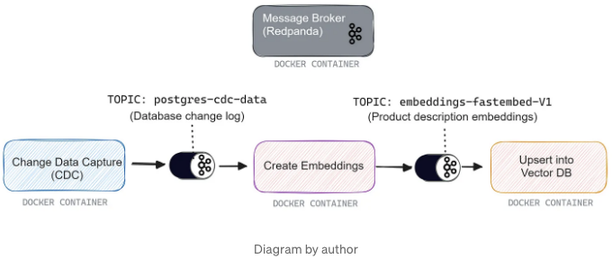 Message Broker
(Redpanda)
DOCKER CONTAINER
TOPIC: postgres-cdc-data
(Database change log)
TOPIC: embeddings-fastembed-V1
(Product description embeddings)
Change Data Capture
(CDC)
Create Embeddings
Upsert into
Vector DB
DOCKER CONTAINER
DOCKER CONTAINER
DOCKER CONTAINER
Diagram by author